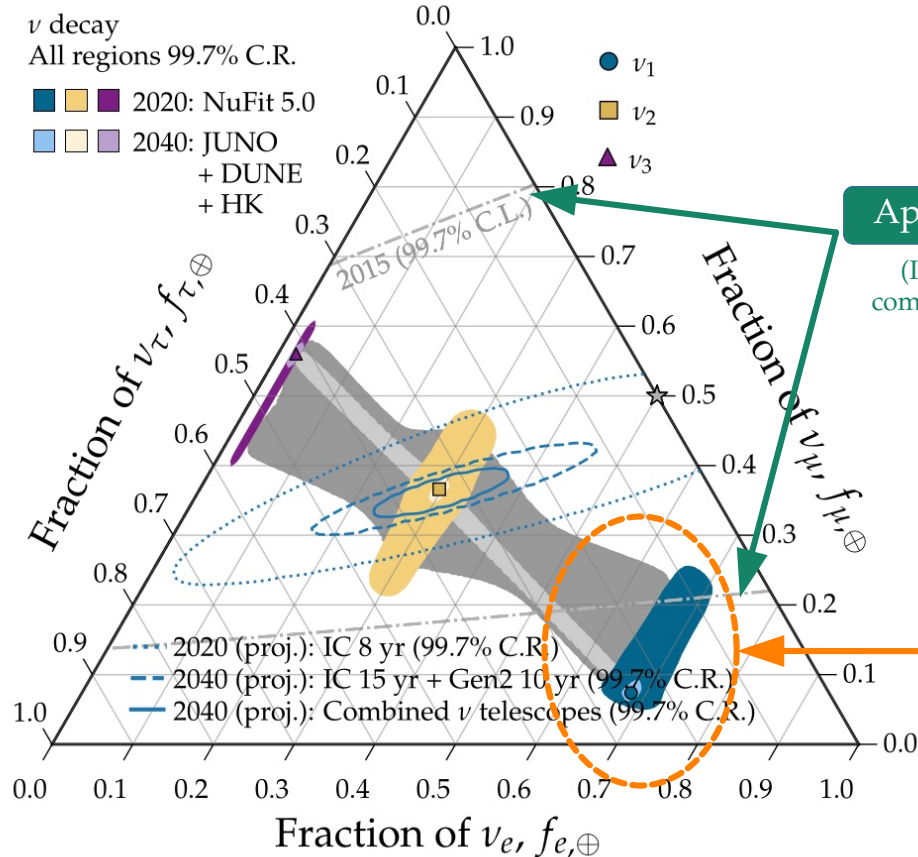 ν decay
All regions 99.7% C.R.
2020: NuFit 5.0
2040: JUNO
+ DUNE
+ HK
ν₁
ν₂
ν₃
Ap
(I
com
2015 (99.7% C.L.)
Fraction of ν_τ, f_τ,⊕
0.0
0.1
0.2
0.3
0.4
0.5
0.6
0.7
0.8
0.9
1.0
Fraction of ν_μ, f_μ,⊕
1.0
0.9
0.8
0.7
0.6
0.5
0.4
0.3
0.2
0.1
0.0
2020 (proj.): IC 8 yr (99.7% C.R.)
2040 (proj.): IC 15 yr + Gen2 10 yr (99.7% C.R.)
2040 (proj.): Combined ν telescopes (99.7% C.R.)
0.0 0.1 0.2 0.3 0.4 0.5 0.6 0.7 0.8 0.9 1.0
Fraction of ν_e, f_e,⊕